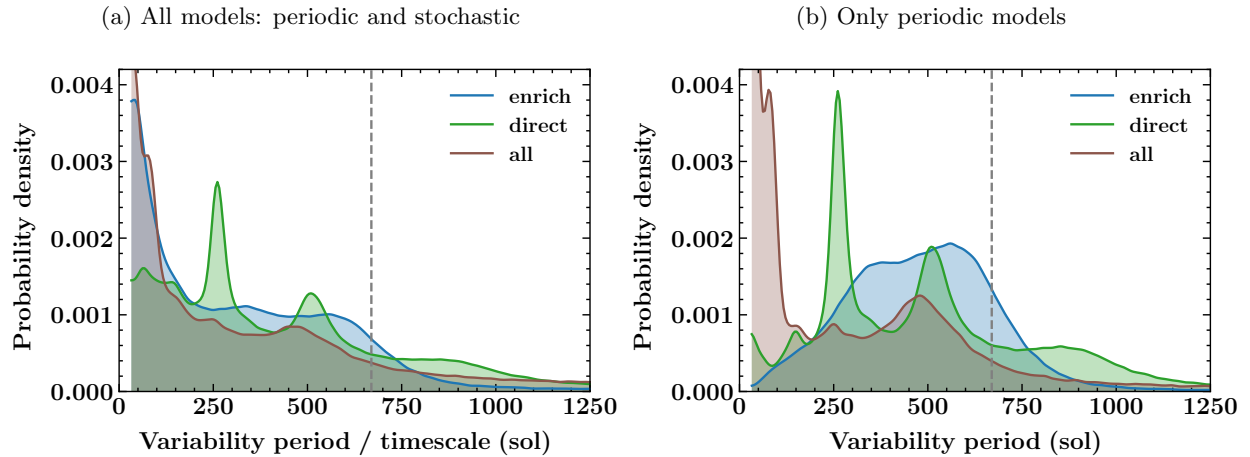 (a) All models: periodic and stochastic
(b) Only periodic models
Probability density
0.004
0.003
0.002
0.001
0.000
enrich
direct
all
0 250 500 750 1000 1250
Variability period / timescale (sol)
Probability density
0.004
0.003
0.002
0.001
0.000
enrich
direct
all
0 250 500 750 1000 1250
Variability period (sol)